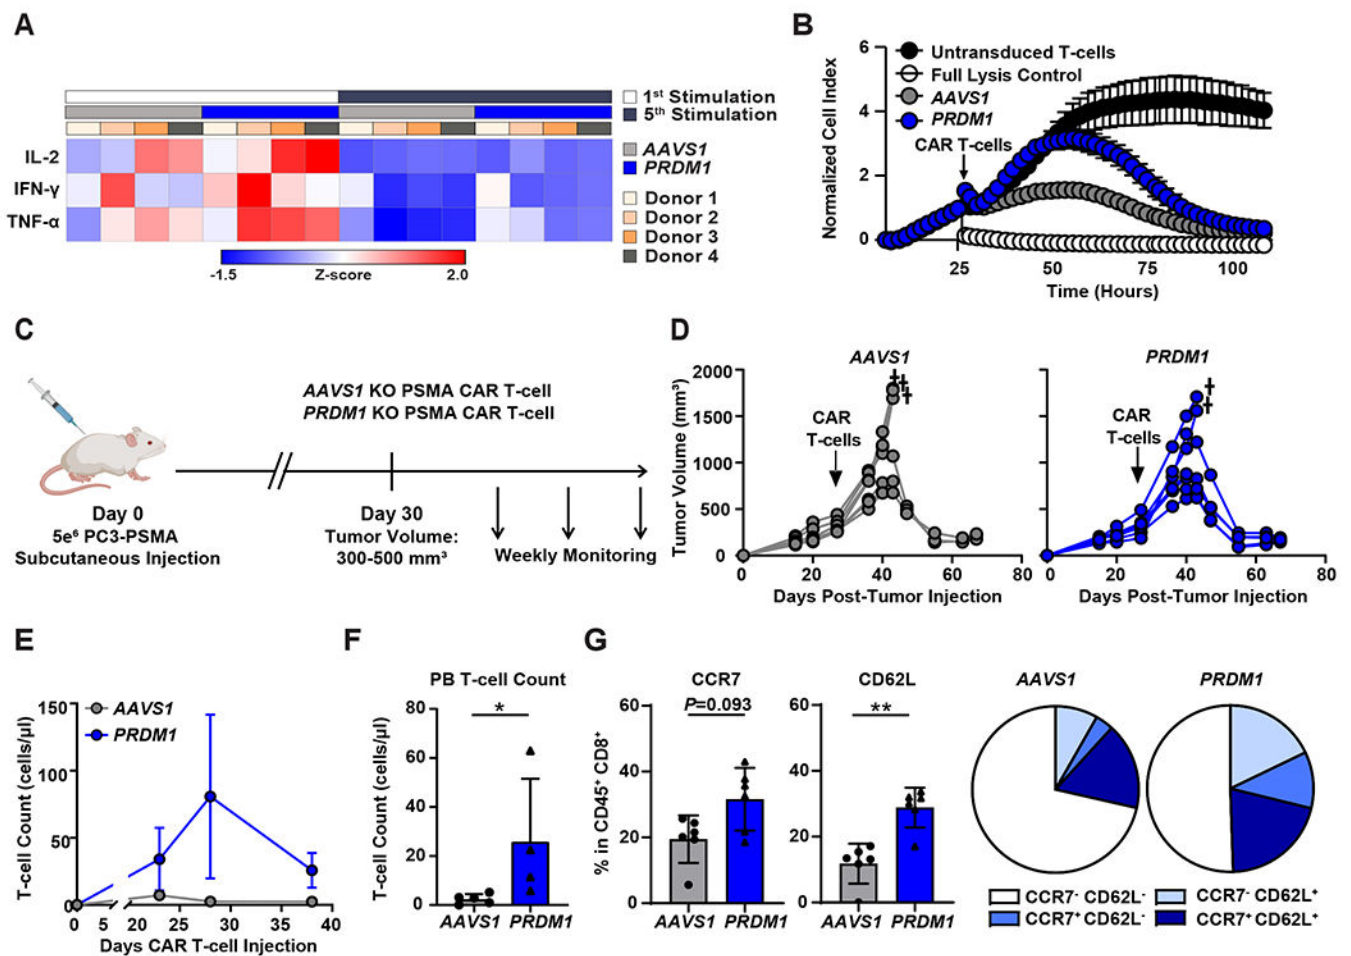 A
1st Stimulation
5th Stimulation
AAVS1
PRDM1
Donor 1
Donor 2
Donor 3
Donor 4
IL-2
IFN-γ
TNF-α
-1.5
Z-score
2.0
B
Normalized Cell Index
6
4
2
0
Untransduced T-cells
Full Lysis Control
AAVS1
PRDM1
CAR T-cells
25
50
75
100
Time (Hours)
C
AAVS1 KO PSMA CAR T-cell
PRDM1 KO PSMA CAR T-cell
Day 0
5e⁶ PC3-PSMA
Subcutaneous Injection
Day 30
Tumor Volume:
300-500 mm³
Weekly Monitoring
D
AAVS1
PRDM1
Tumor Volume (mm³)
2000
1500
1000
500
0
CAR
T-cells
CAR
T-cells
0
20
40
60
80
Days Post-Tumor Injection
0
20
40
60
80
Days Post-Tumor Injection
E
T-cell Count (cells/µl)
150
100
50
0
AAVS1
PRDM1
0
5
20
25
30
35
40
Days CAR T-cell Injection
F
PB T-cell Count
T-cell Count (cells/µl)
80
60
40
20
0
*
AAVS1
PRDM1
G
CCR7
P=0.093
% in CD45⁺ CD8⁺
60
40
20
0
AAVS1
PRDM1
CD62L
**
60
40
20
0
AAVS1
PRDM1
AAVS1
PRDM1
CCR7⁻ CD62L⁻
CCR7⁻ CD62L⁺
CCR7⁺ CD62L⁻
CCR7⁺ CD62L⁺